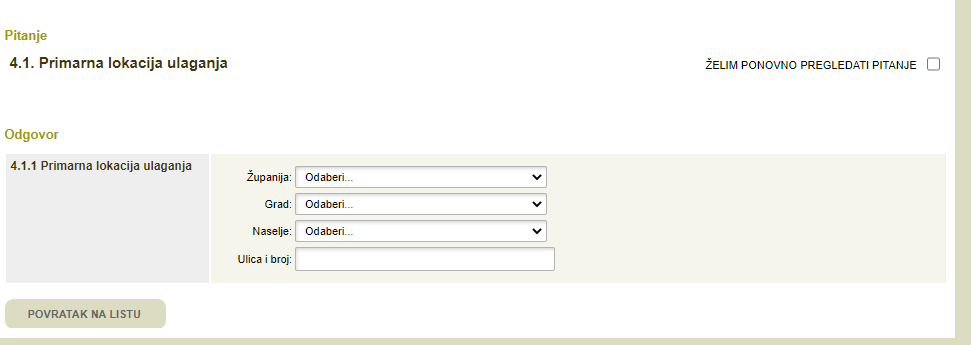 Pitanje
4.1. Primarna lokacija ulaganja
ŽELIM PONOVNO PREGLEDATI PITANJE
Odgovor
4.1.1 Primarna lokacija ulaganja
Županija: Odaberi...
Grad: Odaberi...
Naselje: Odaberi...
Ulica i broj:
POVRATAK NA LISTU